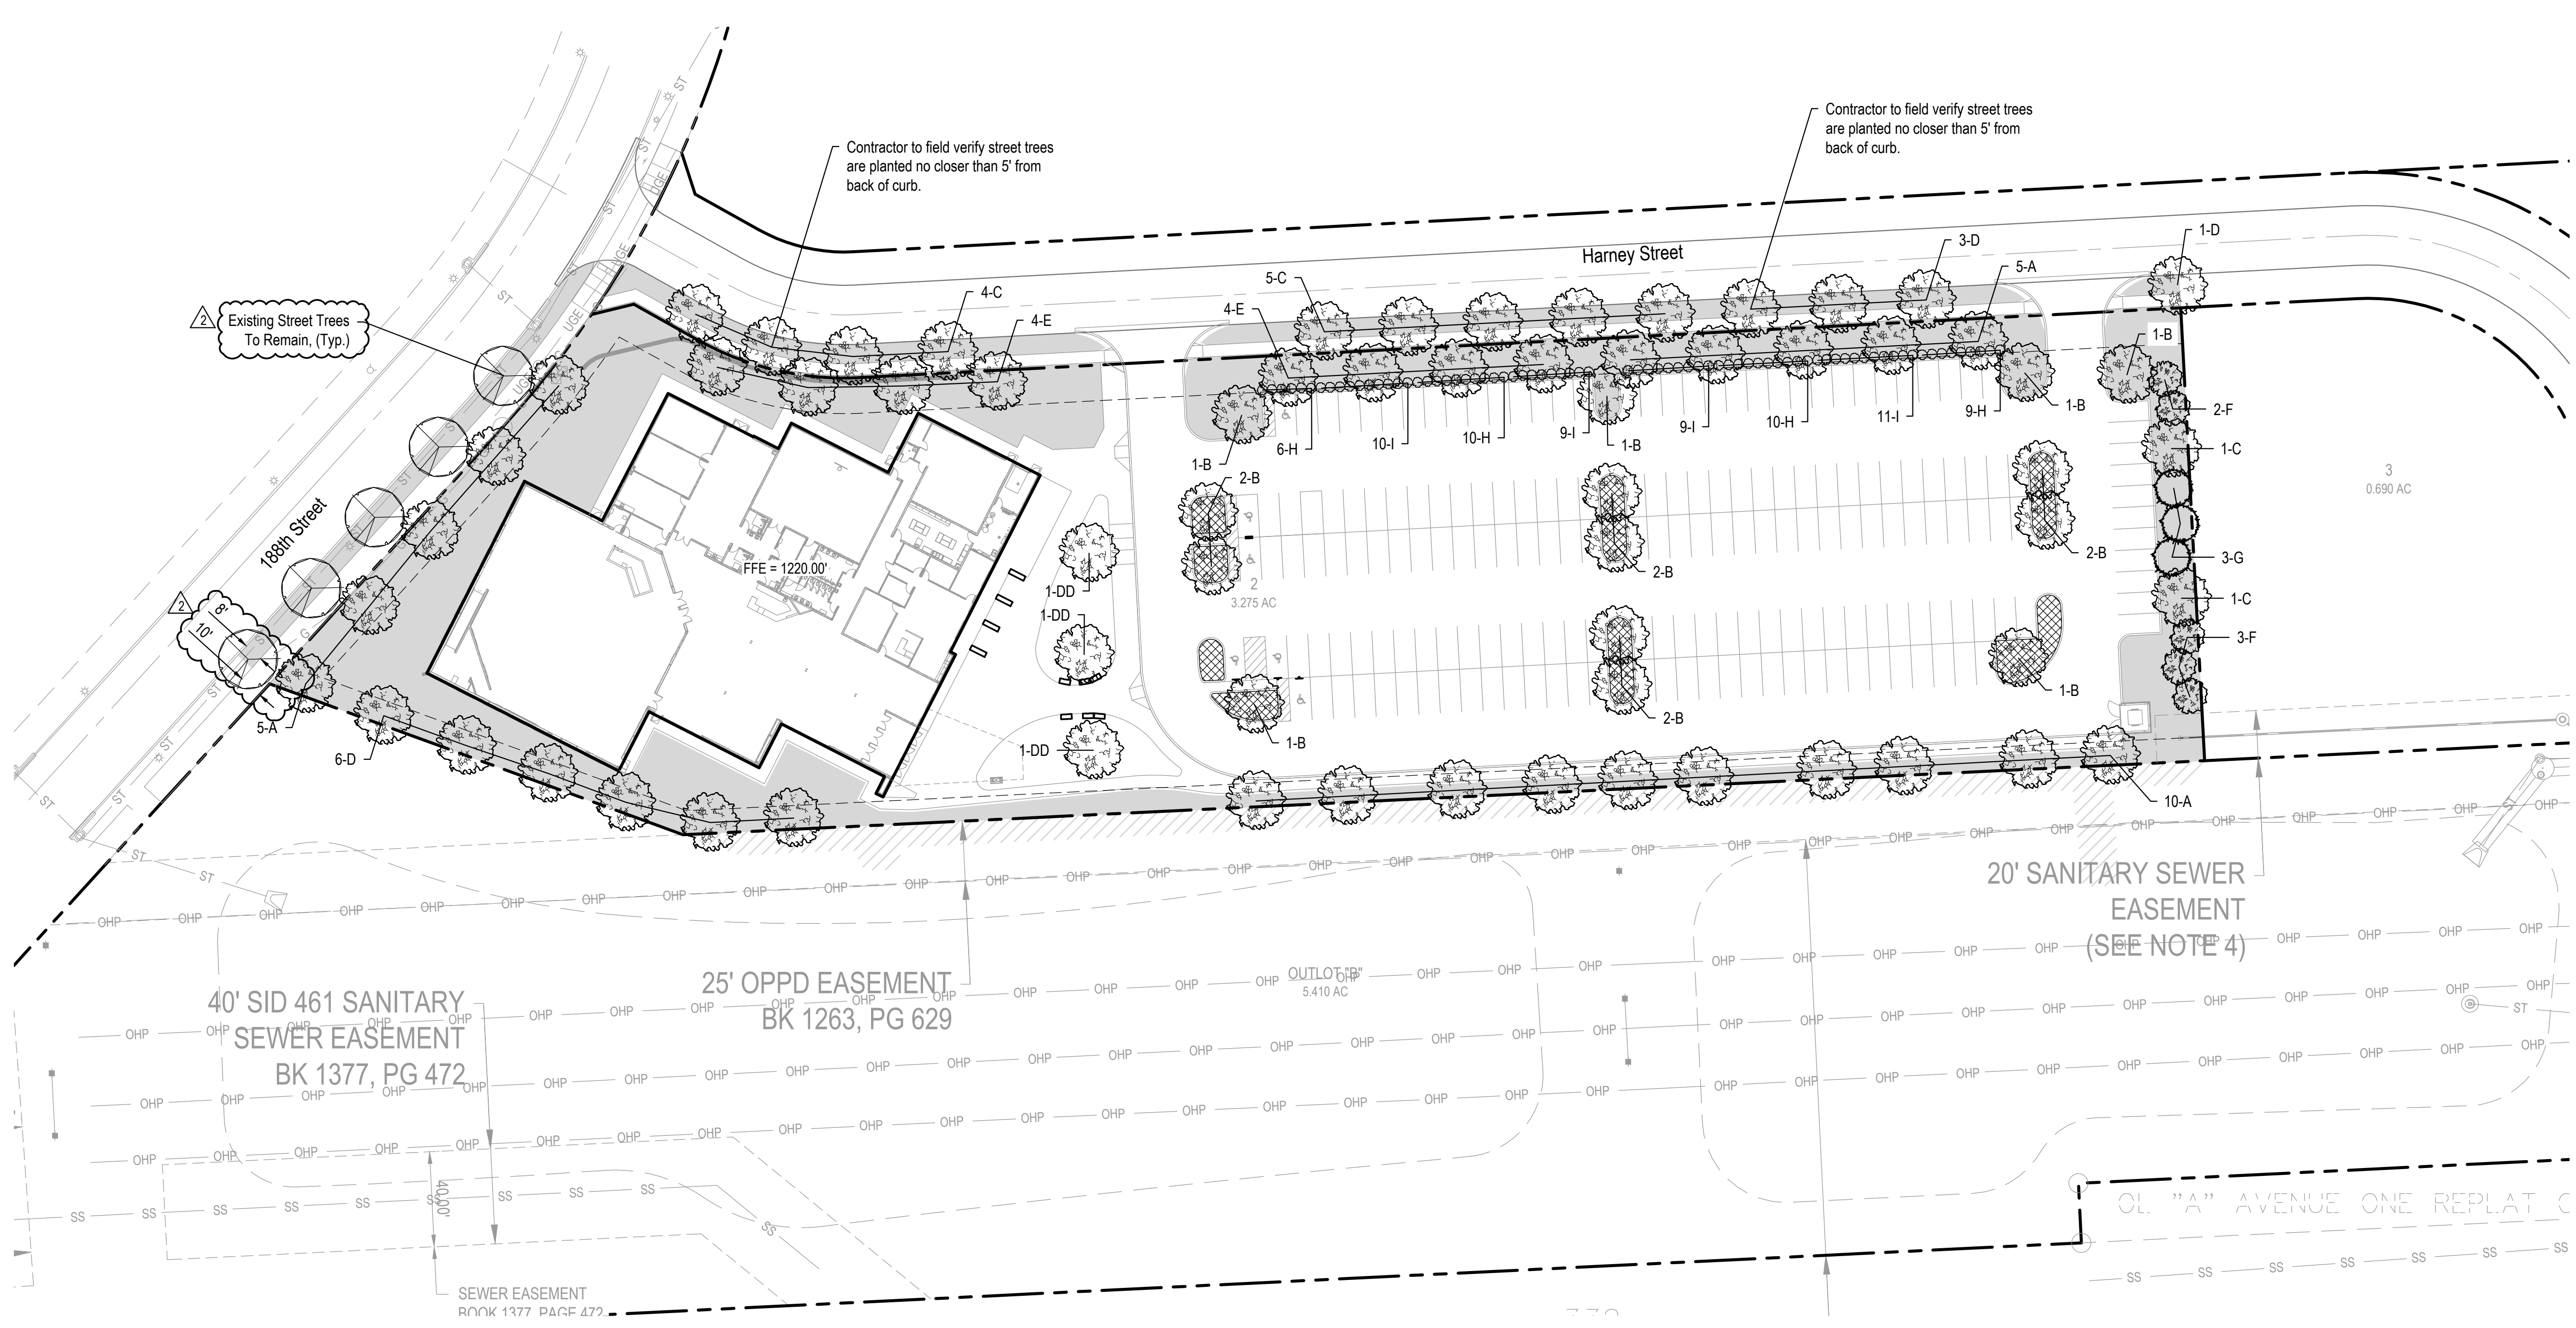 Contractor to field verify street trees
are planted no closer than 5' from
back of curb.
Contractor to field verify street trees
are planted no closer than 5' from
back of curb.
Harney Street
188th Street
2
Existing Street Trees
To Remain, (Typ.)
2
8'
10'
1-D
3-D
5-A
5-C
4-C
4-E
4-E
1-B
1-B
2-F
1-C
1-B
6-H
10-I
10-H
9-I
1-B
9-I
10-H
11-I
9-H
2-B
2-B
2-B
3-G
1-C
3-F
FFE = 1220.00'
1-DD
1-DD
1-DD
2
3.275 AC
3
0.690 AC
2-B
1-B
1-B
5-A
6-D
10-A
20' SANITARY SEWER
EASEMENT
(SEE NOTE 4)
25' OPPD EASEMENT
BK 1263, PG 629
40' SID 461 SANITARY
SEWER EASEMENT
BK 1377, PG 472
OUTLOT "B"
5.410 AC
40.00'
SEWER EASEMENT
BOOK 1377, PAGE 472
OL "A" AVENUE ONE REPLAT
ST
UGE
OHP
SS